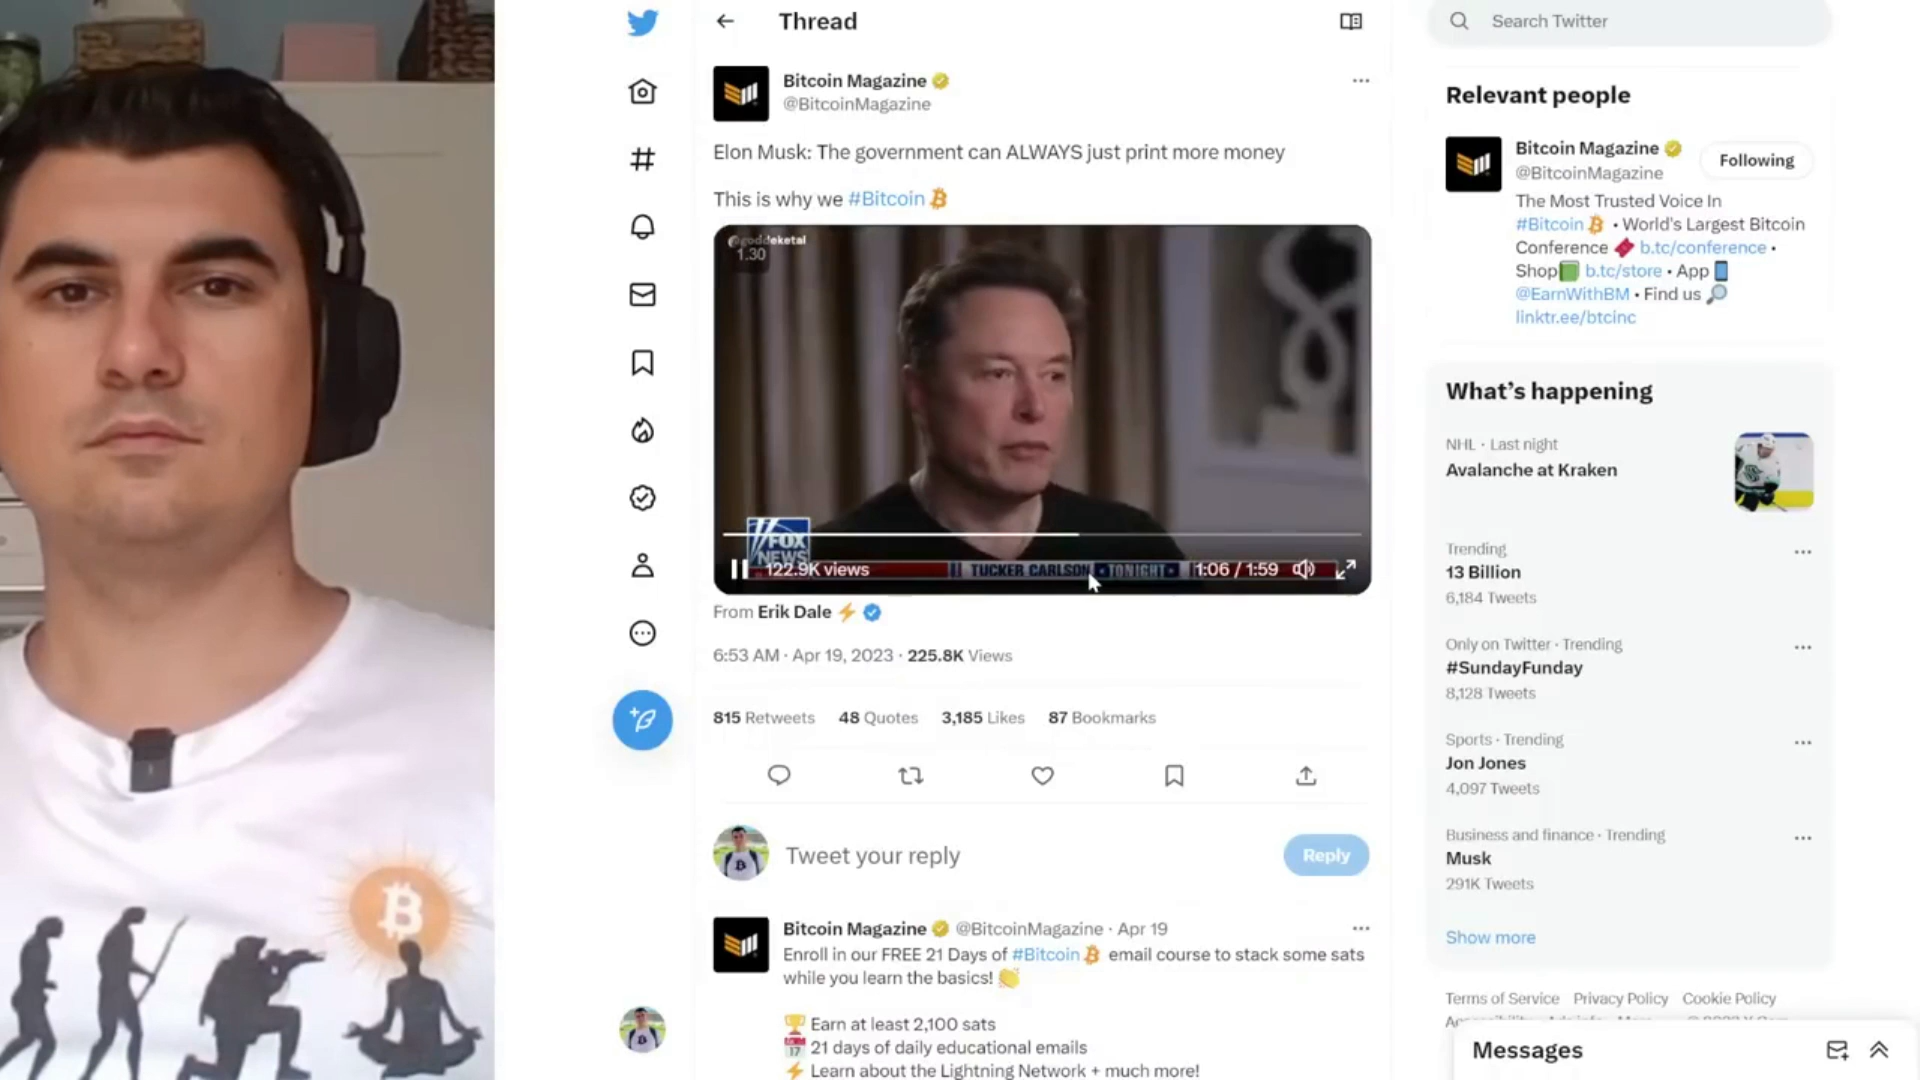 Thread
Search Twitter
Bitcoin Magazine
@BitcoinMagazine
Elon Musk: The government can ALWAYS just print more money
This is why we #Bitcoin
@goddeketal
1.30
FOX
NEWS
122.9K views
TUCKER CARLSON TONIGHT
1:06 / 1:59
From Erik Dale
6:53 AM · Apr 19, 2023 · 225.8K Views
815 Retweets 48 Quotes 3,185 Likes 87 Bookmarks
Tweet your reply
Reply
Bitcoin Magazine @BitcoinMagazine · Apr 19
Enroll in our FREE 21 Days of #Bitcoin email course to stack some sats
while you learn the basics!
Earn at least 2,100 sats
21 days of daily educational emails
Learn about the Lightning Network + much more!
Relevant people
Bitcoin Magazine
@BitcoinMagazine
Following
The Most Trusted Voice In
#Bitcoin • World's Largest Bitcoin
Conference b.tc/conference •
Shop b.tc/store • App
@EarnWithBM • Find us
linktr.ee/btcinc
What's happening
NHL · Last night
Avalanche at Kraken
Trending
13 Billion
6,184 Tweets
Only on Twitter · Trending
#SundayFunday
8,128 Tweets
Sports · Trending
Jon Jones
4,097 Tweets
Business and finance · Trending
Musk
291K Tweets
Show more
Terms of Service Privacy Policy Cookie Policy
Messages